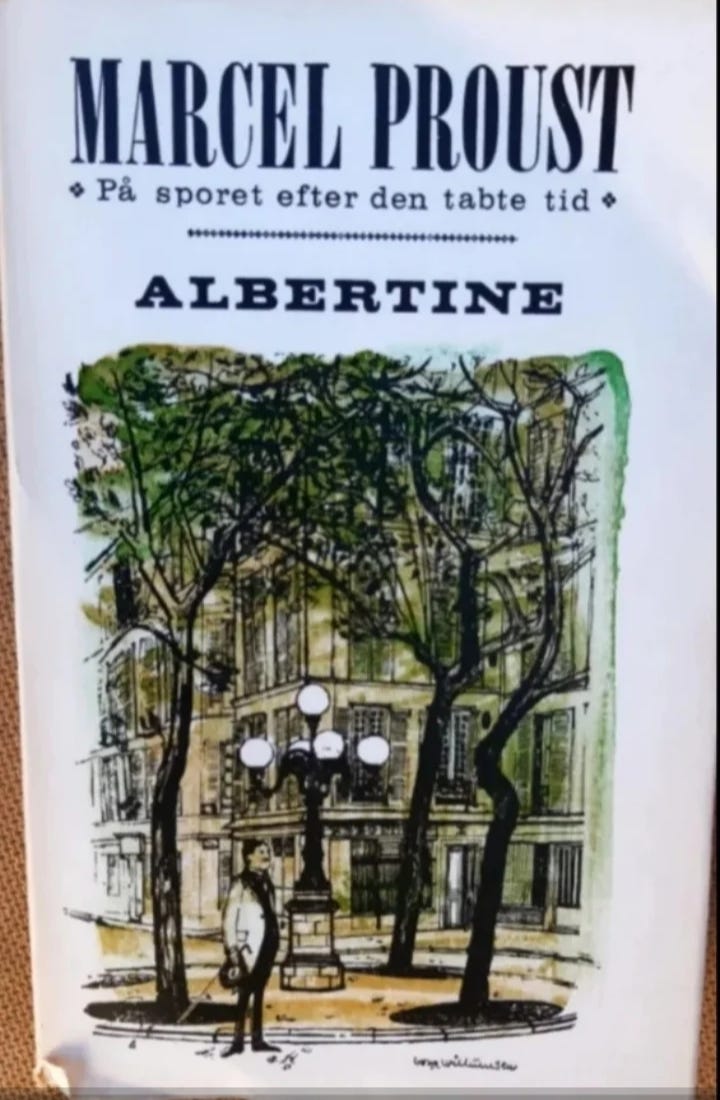 MARCEL PROUST
På sporet efter den tabte tid
ALBERTINE